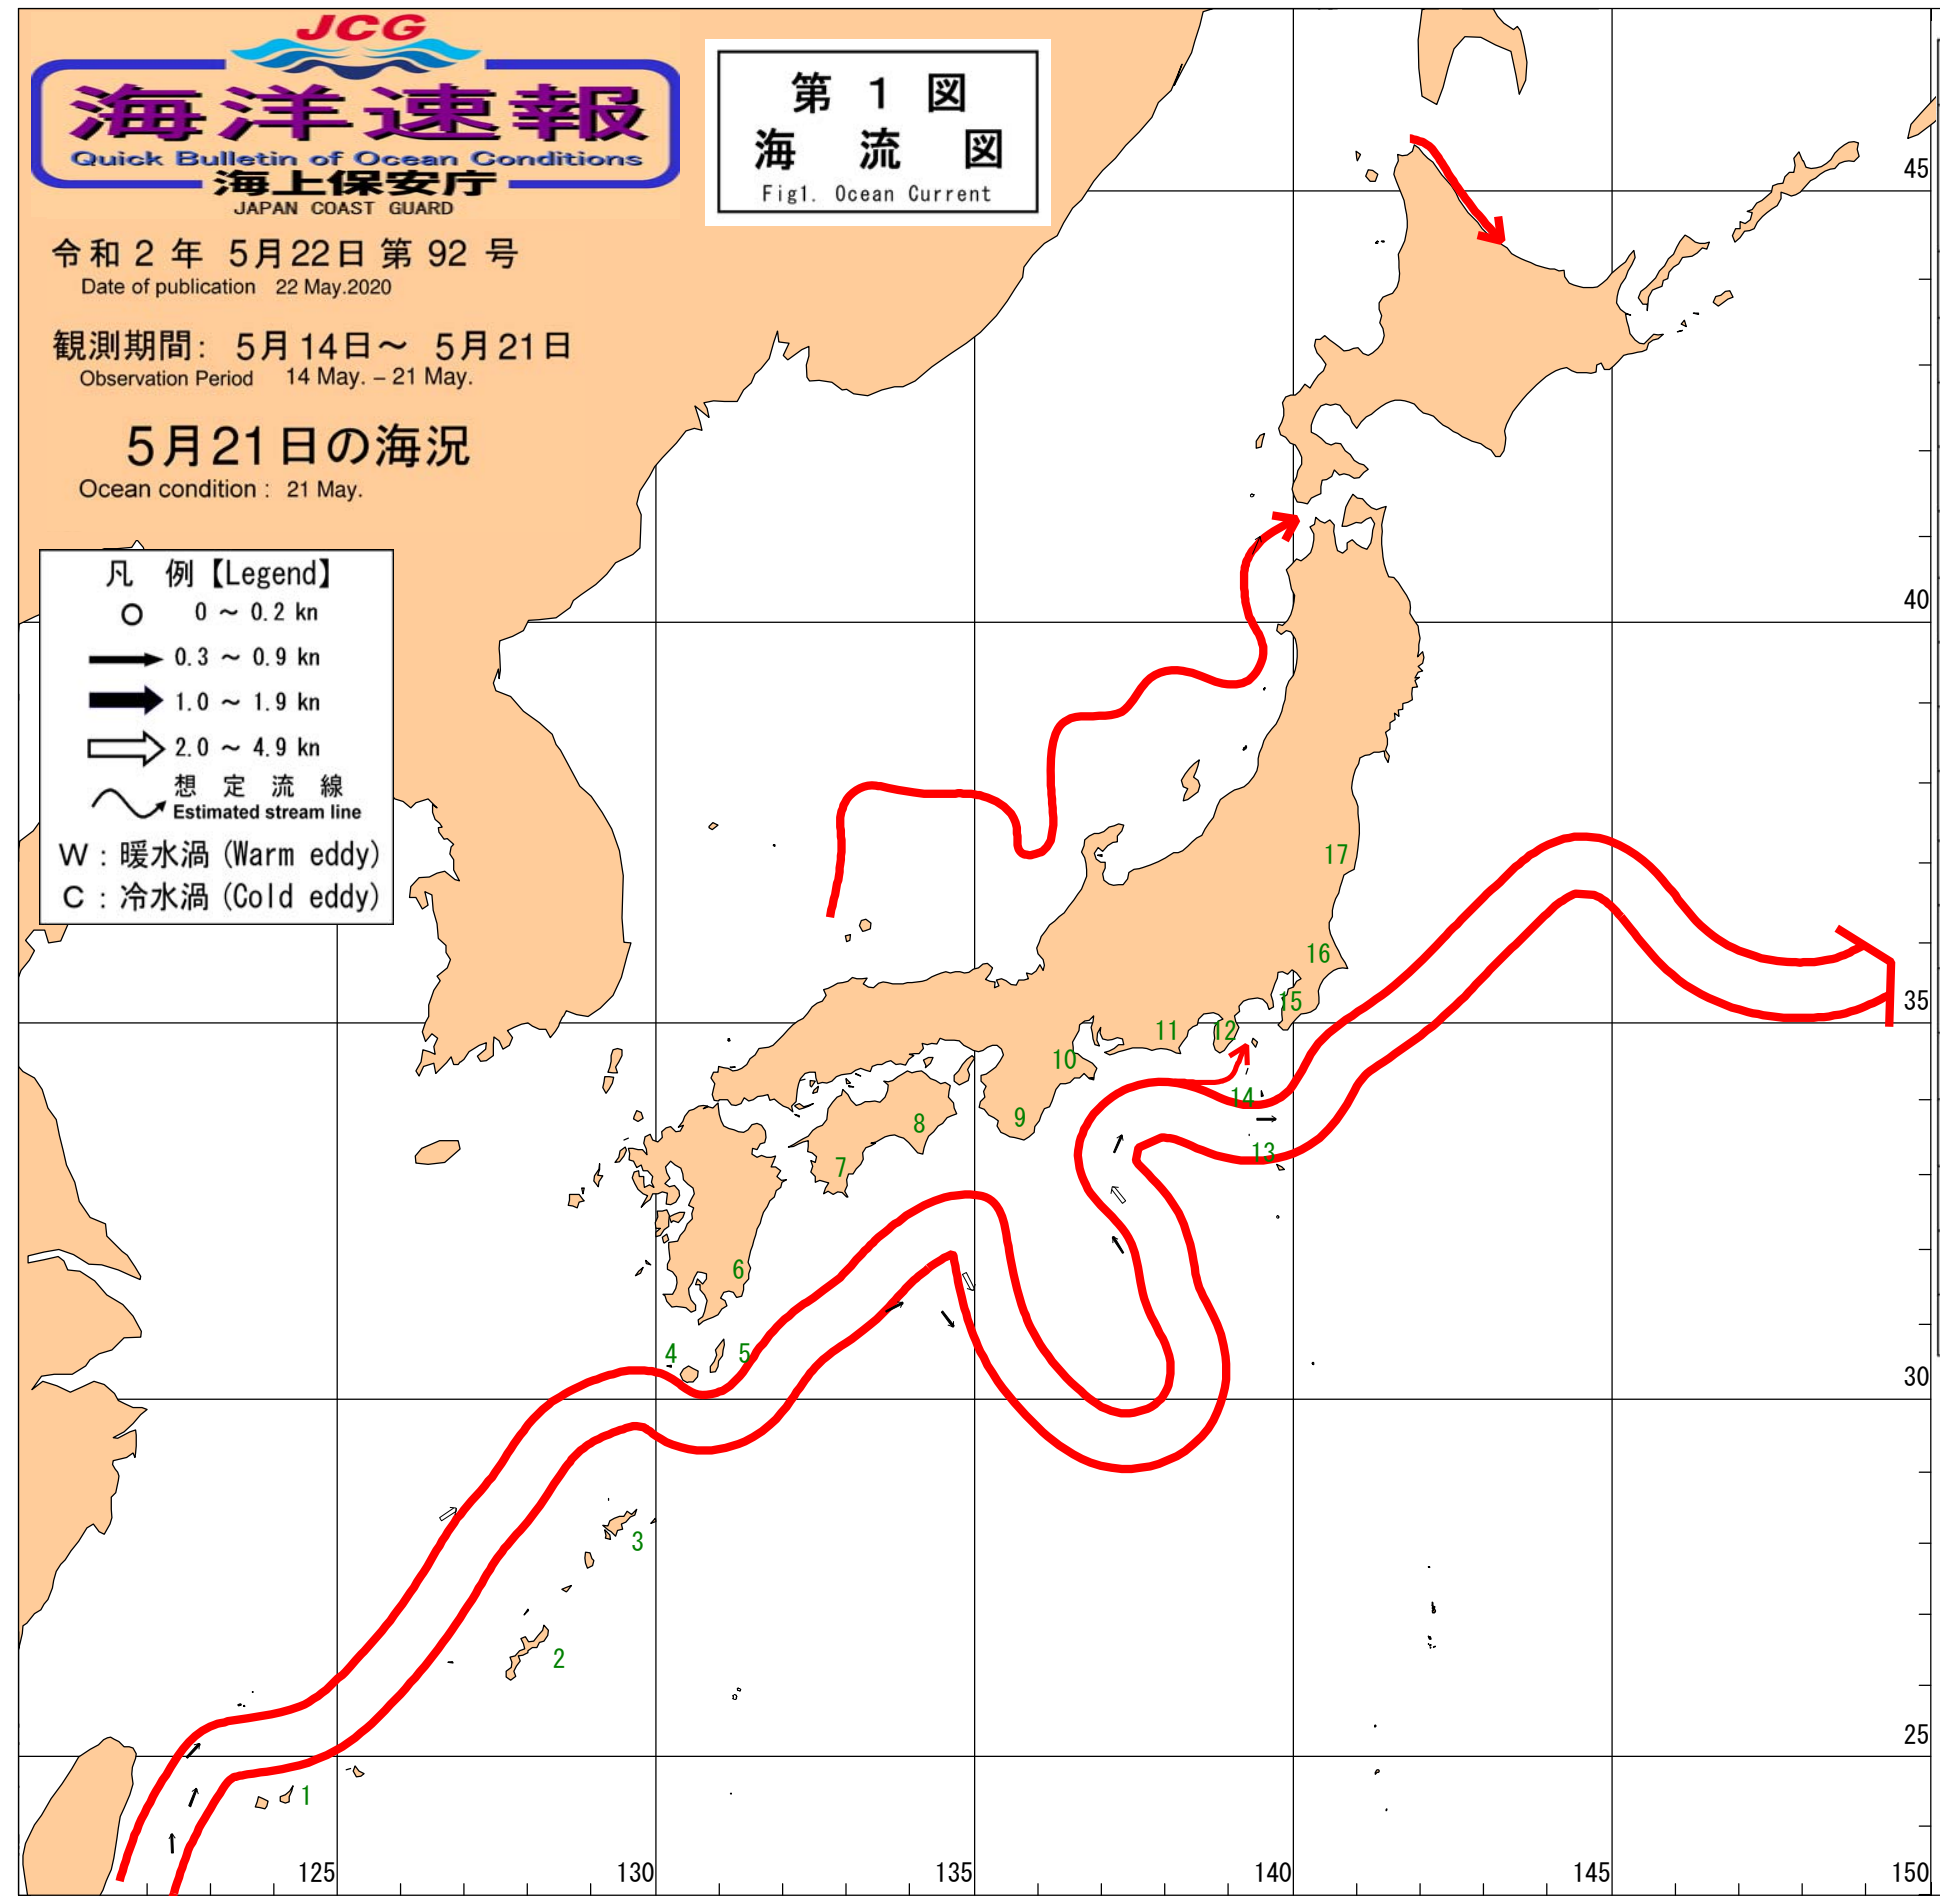 JCG
海洋速報
Quick Bulletin of Ocean Conditions
海上保安庁
JAPAN COAST GUARD
第 1 図
海 流 図
Fig1. Ocean Current
令和 2 年 5月22日 第 92 号
Date of publication 22 May.2020
観測期間: 5月14日～ 5月21日
Observation Period 14 May. – 21 May.
5月21日の海況
Ocean condition : 21 May.
凡 例【Legend】
0 ～ 0.2 kn
0.3 ～ 0.9 kn
1.0 ～ 1.9 kn
2.0 ～ 4.9 kn
想 定 流 線
Estimated stream line
W : 暖水渦 (Warm eddy)
C : 冷水渦 (Cold eddy)
45
40
17
16
35
15
12
11
10
14
9
8
13
7
6
4
5
30
3
2
25
1
125
130
135
140
145
150